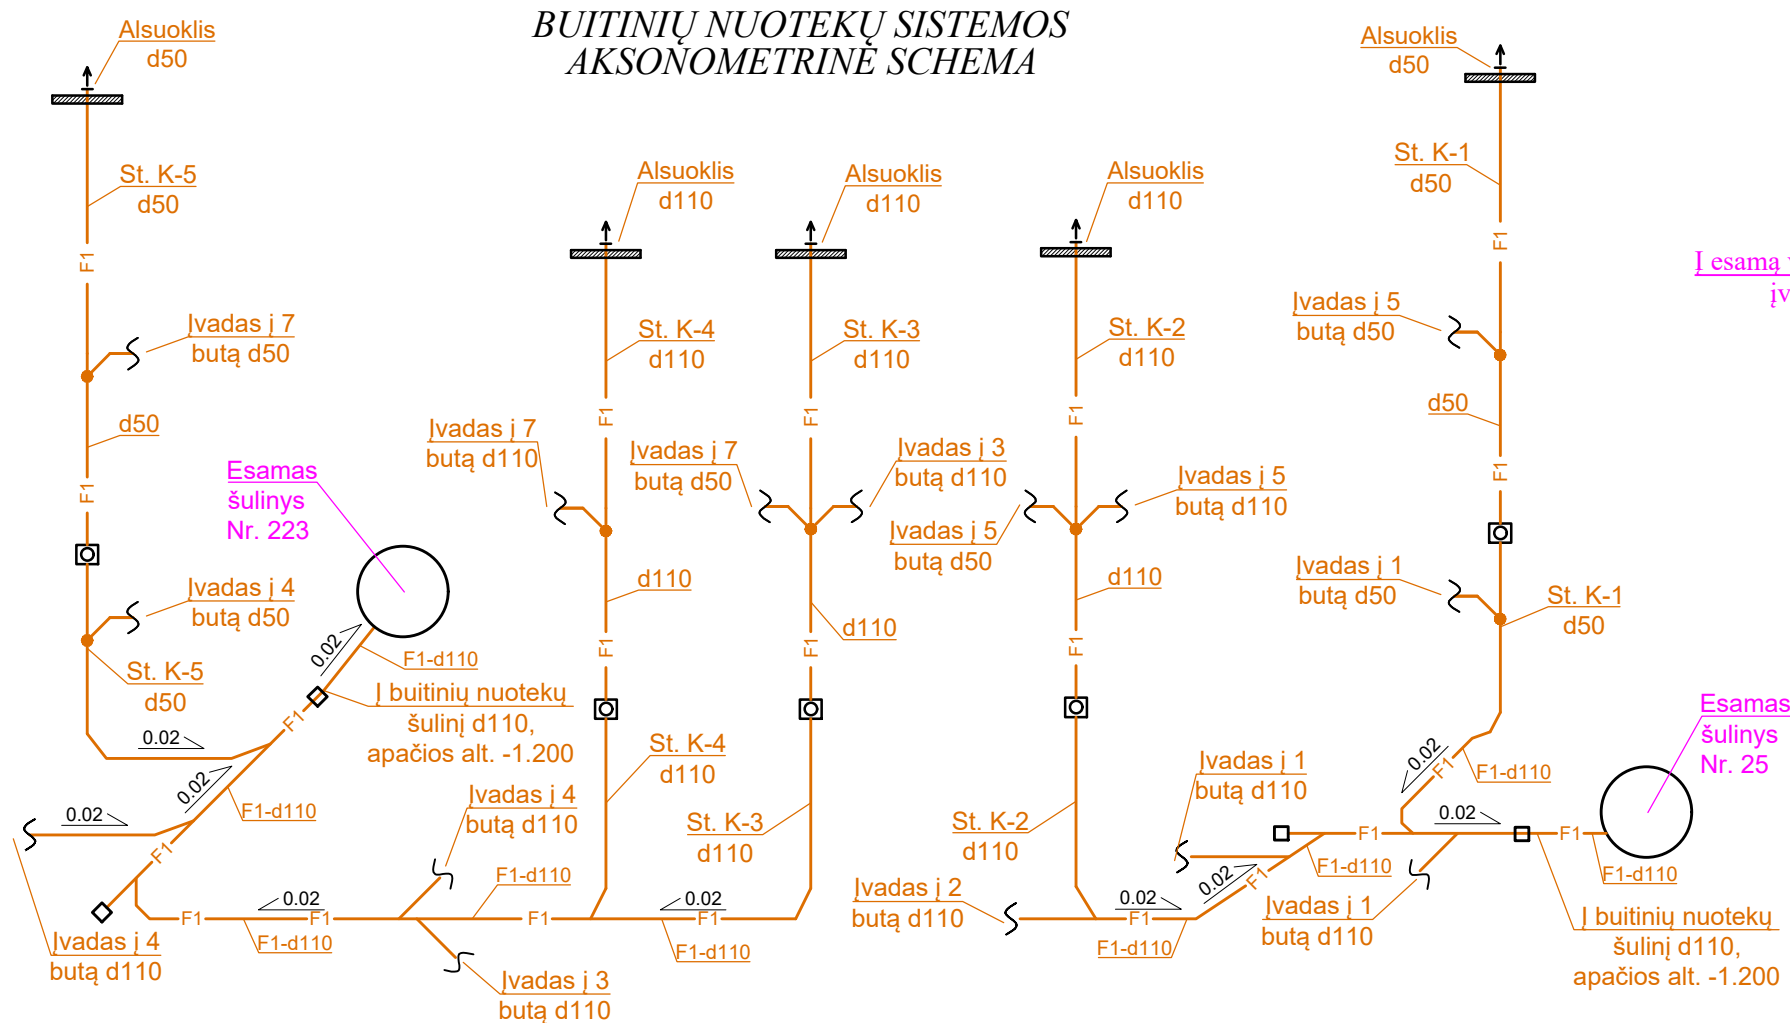 BUITINIŲ NUOTEKŲ SISTEMOS
AKSONOMETRINĖ SCHEMA
Alsuoklis
d50
St. K-5
d50
F1
Įvadas į 7
butą d50
d50
F1
Esamas
šulinys
Nr. 223
Įvadas į 4
butą d50
St. K-5
d50
0.02
F1-d110
Į buitinių nuotekų
šulinį d110,
apačios alt. -1.200
F1
0.02
0.02
F1-d110
0.02
F1
Įvadas į 4
butą d110
F1
0.02
F1
F1-d110
Įvadas į 4
butą d110
F1-d110
F1
Įvadas į 3
butą d110
Alsuoklis
d110
St. K-4
d110
F1
Įvadas į 7
butą d110
d110
F1
St. K-4
d110
Alsuoklis
d110
St. K-3
d110
F1
Įvadas į 7
butą d50
Įvadas į 3
butą d110
d110
F1
St. K-3
d110
0.02
F1
F1-d110
Alsuoklis
d110
St. K-2
d110
F1
Įvadas į 5
butą d50
Įvadas į 5
butą d110
d110
F1
St. K-2
d110
Įvadas į 2
butą d110
0.02
F1
F1-d110
Įvadas į 1
butą d110
0.02
F1
F1-d110
F1
Įvadas į 1
butą d110
Alsuoklis
d50
St. K-1
d50
F1
Įvadas į 5
butą d50
d50
F1
Įvadas į 1
butą d50
St. K-1
d50
0.02
F1
F1-d110
0.02
F1
F1-d110
Esamas
šulinys
Nr. 25
Į buitinių nuotekų
šulinį d110,
apačios alt. -1.200
Į esamą